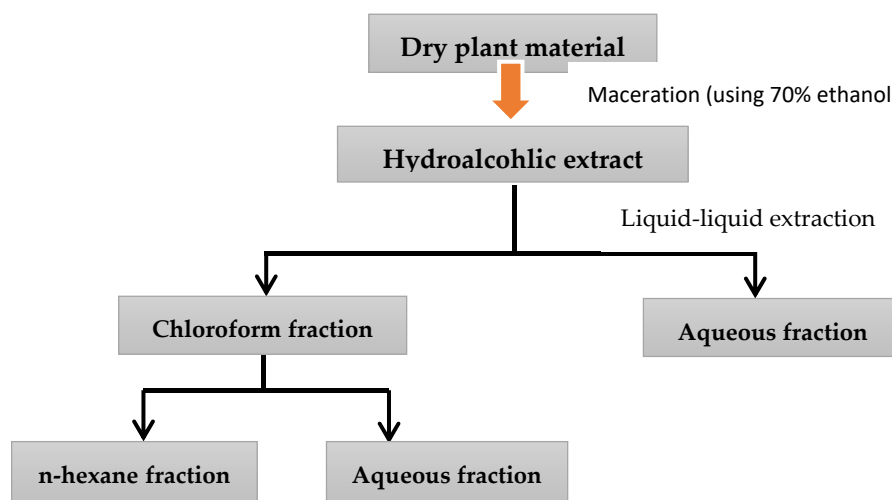 Dry plant material
Maceration (using 70% ethanol
Hydroalcohlic extract
Liquid-liquid extraction
Chloroform fraction
Aqueous fraction
n-hexane fraction
Aqueous fraction